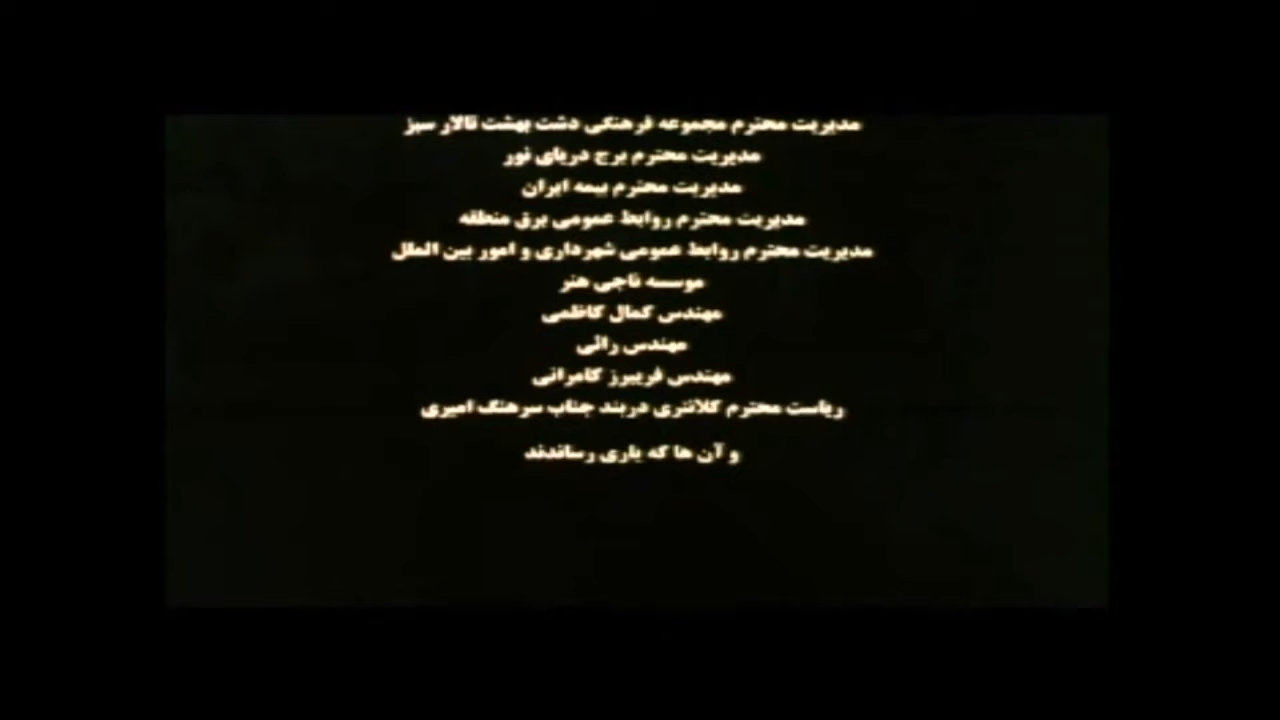 مدیریت محترم مجموعه فرهنگی دشت بهشت تالار سبز
مدیریت محترم برج دریای نور
مدیریت محترم بیمه ایران
مدیریت محترم روابط عمومی برق منطقه
مدیریت محترم روابط عمومی شهرداری و امور بین الملل
موسسه ناجی هنر
مهندس کمال کاظمی
مهندس رائی
مهندس فریبرز کامرانی
ریاست محترم کلانتری دربند جناب سرهنگ امیری
و آن ها که یاری رساندند